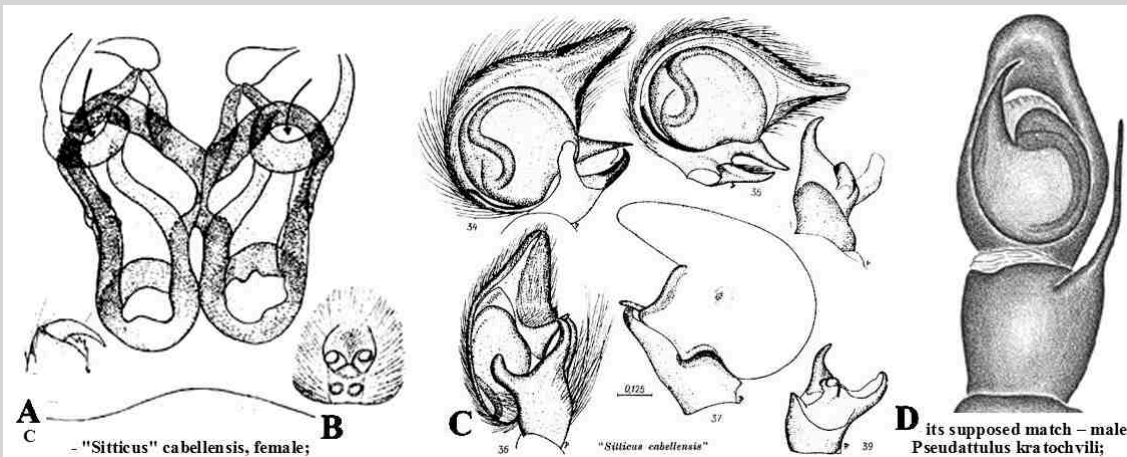 34
35
36
37
39
0,125
"Sitticus cabellensis"
A
B
C
D
C
- "Sitticus" cabellensis, female;
its supposed match – male
Pseudattulus kratochvili;